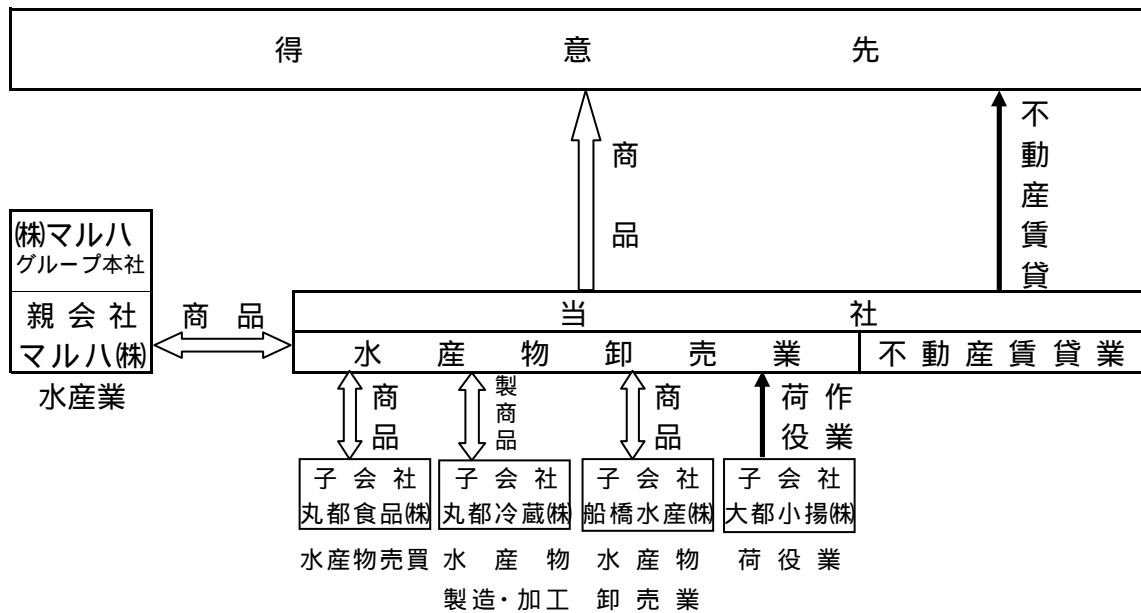 得意先
商品
不動産賃貸
㈱マルハ
グループ本社
親会社
マルハ㈱
水産業
商品
当社
水産物卸売業
不動産賃貸業
商品
製商品
商品
荷役
作業
子会社
丸都食品㈱
水産物売買
子会社
丸都冷蔵㈱
水産物
製造・加工
子会社
船橋水産㈱
水産物
卸売業
子会社
大都小揚㈱
荷役業